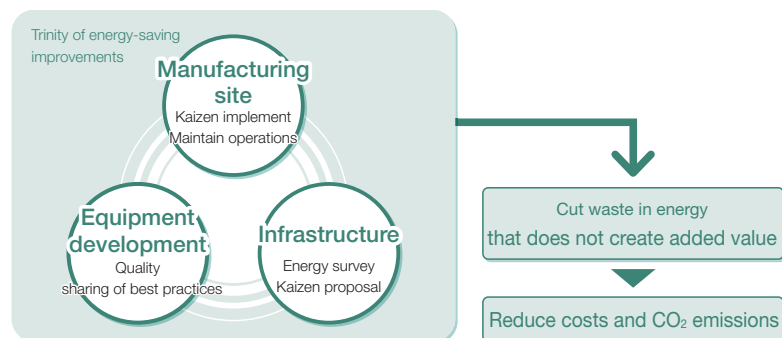 Trinity of energy-saving
improvements
Manufacturing
site
Kaizen implement
Maintain operations
Equipment
development
Quality
sharing of best practices
Infrastructure
Energy survey
Kaizen proposal
Cut waste in energy
that does not create added value
Reduce costs and CO₂ emissions